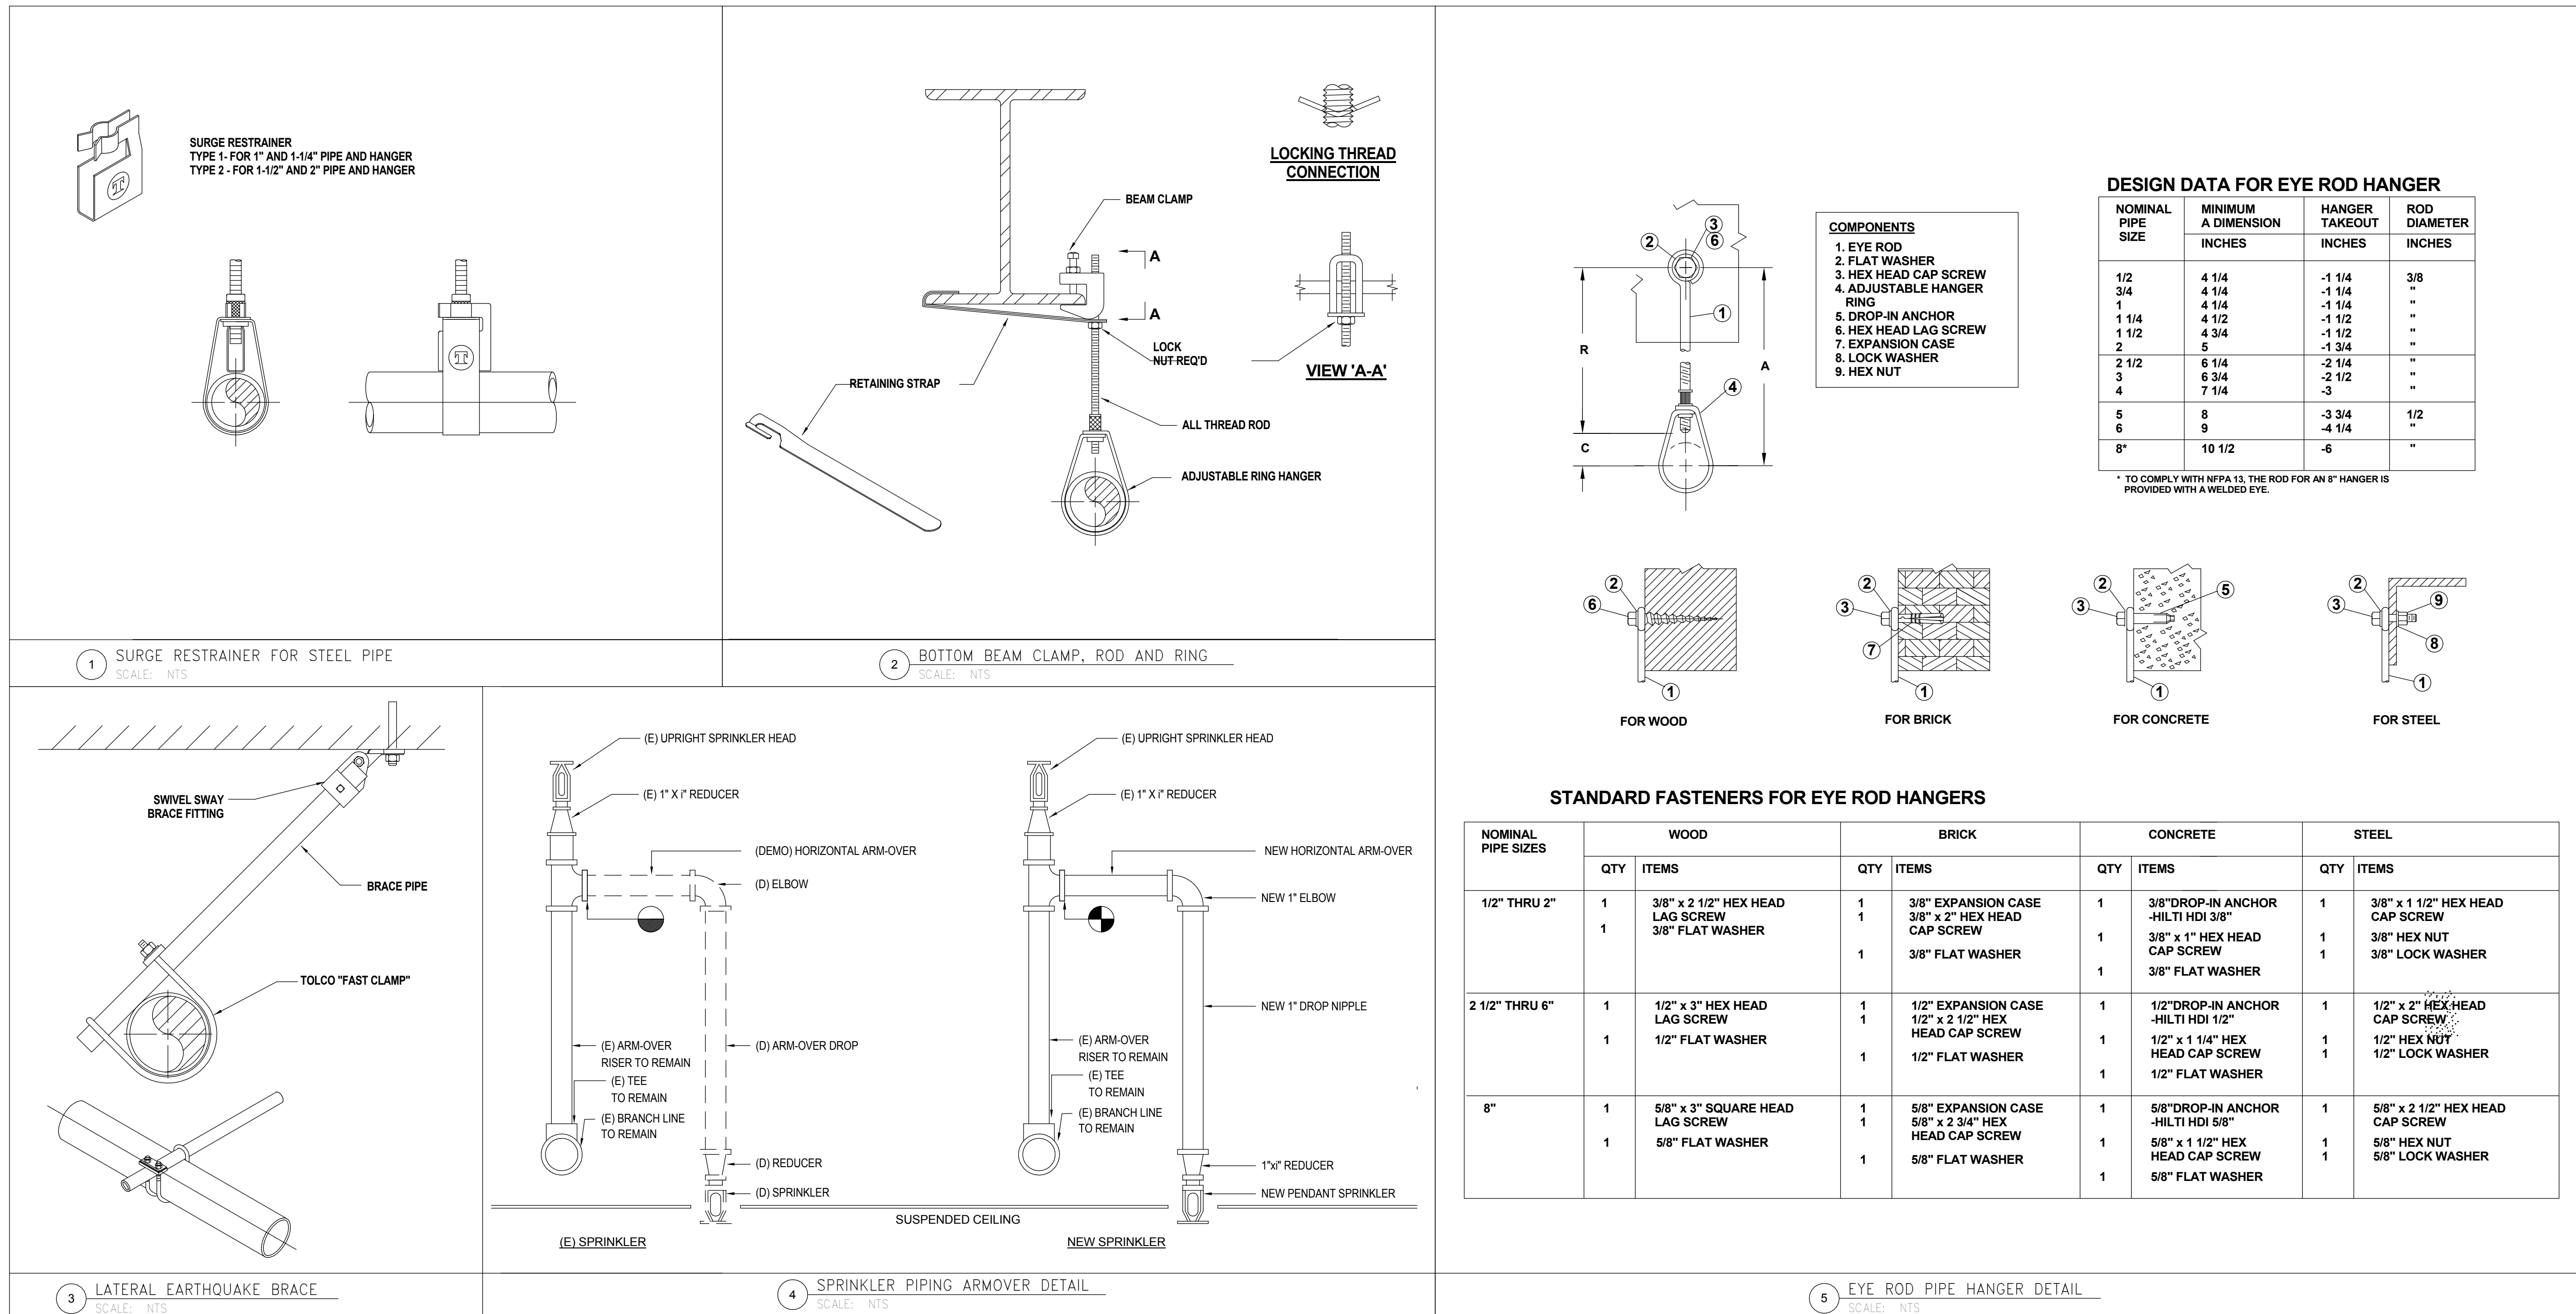 SURGE RESTRAINER
TYPE 1- FOR 1" AND 1-1/4" PIPE AND HANGER
TYPE 2 - FOR 1-1/2" AND 2" PIPE AND HANGER
T
T
1 SURGE RESTRAINER FOR STEEL PIPE
SCALE: NTS
LOCKING THREAD
CONNECTION
BEAM CLAMP
A
A
LOCK
NUT REQ'D
VIEW 'A-A'
RETAINING STRAP
ALL THREAD ROD
ADJUSTABLE RING HANGER
2 BOTTOM BEAM CLAMP, ROD AND RING
SCALE: NTS
SWIVEL SWAY
BRACE FITTING
BRACE PIPE
TOLCO "FAST CLAMP"
3 LATERAL EARTHQUAKE BRACE
SCALE: NTS
(E) UPRIGHT SPRINKLER HEAD
(E) 1" X i" REDUCER
(DEMO) HORIZONTAL ARM-OVER
(D) ELBOW
(E) ARM-OVER
RISER TO REMAIN
(D) ARM-OVER DROP
(E) TEE
TO REMAIN
(E) BRANCH LINE
TO REMAIN
(D) REDUCER
(D) SPRINKLER
(E) SPRINKLER
SUSPENDED CEILING
(E) UPRIGHT SPRINKLER HEAD
(E) 1" X i" REDUCER
NEW HORIZONTAL ARM-OVER
NEW 1" ELBOW
NEW 1" DROP NIPPLE
(E) ARM-OVER
RISER TO REMAIN
(E) TEE
TO REMAIN
(E) BRANCH LINE
TO REMAIN
1"xi" REDUCER
NEW PENDANT SPRINKLER
NEW SPRINKLER
4 SPRINKLER PIPING ARMOVER DETAIL
SCALE: NTS
2
3
6
1
R
A
4
C
COMPONENTS
1. EYE ROD
2. FLAT WASHER
3. HEX HEAD CAP SCREW
4. ADJUSTABLE HANGER
RING
5. DROP-IN ANCHOR
6. HEX HEAD LAG SCREW
7. EXPANSION CASE
8. LOCK WASHER
9. HEX NUT
DESIGN DATA FOR EYE ROD HANGER
NOMINAL PIPE SIZE | MINIMUM A DIMENSION | HANGER TAKEOUT | ROD DIAMETER
INCHES | INCHES | INCHES
1/2 4 1/4 -1 1/4 3/8
3/4 4 1/4 -1 1/4 "
1 4 1/4 -1 1/4 "
1 1/4 4 1/2 -1 1/2 "
1 1/2 4 3/4 -1 1/2 "
2 5 -1 3/4 "
2 1/2 6 1/4 -2 1/4 "
3 6 3/4 -2 1/2 "
4 7 1/4 -3 "
5 8 -3 3/4 1/2
6 9 -4 1/4 "
8* 10 1/2 -6 "
* TO COMPLY WITH NFPA 13, THE ROD FOR AN 8" HANGER IS
PROVIDED WITH A WELDED EYE.
2
6
1
FOR WOOD
2
3
7
1
FOR BRICK
2
3
5
1
FOR CONCRETE
2
3
9
8
1
FOR STEEL
STANDARD FASTENERS FOR EYE ROD HANGERS
NOMINAL
PIPE SIZES
WOOD BRICK CONCRETE STEEL
QTY ITEMS QTY ITEMS QTY ITEMS QTY ITEMS
1/2" THRU 2"
1 3/8" x 2 1/2" HEX HEAD
LAG SCREW
1 3/8" FLAT WASHER
1 3/8" EXPANSION CASE
1 3/8" x 2" HEX HEAD
CAP SCREW
1 3/8" FLAT WASHER
1 3/8"DROP-IN ANCHOR
-HILTI HDI 3/8"
1 3/8" x 1" HEX HEAD
CAP SCREW
1 3/8" FLAT WASHER
1 3/8" x 1 1/2" HEX HEAD
CAP SCREW
1 3/8" HEX NUT
1 3/8" LOCK WASHER
2 1/2" THRU 6"
1 1/2" x 3" HEX HEAD
LAG SCREW
1 1/2" FLAT WASHER
1 1/2" EXPANSION CASE
1 1/2" x 2 1/2" HEX
HEAD CAP SCREW
1 1/2" FLAT WASHER
1 1/2"DROP-IN ANCHOR
-HILTI HDI 1/2"
1 1/2" x 1 1/4" HEX
HEAD CAP SCREW
1 1/2" FLAT WASHER
1 1/2" x 2" HEX HEAD
CAP SCREW
1 1/2" HEX NUT
1 1/2" LOCK WASHER
8"
1 5/8" x 3" SQUARE HEAD
LAG SCREW
1 5/8" FLAT WASHER
1 5/8" EXPANSION CASE
1 5/8" x 2 3/4" HEX
HEAD CAP SCREW
1 5/8" FLAT WASHER
1 5/8"DROP-IN ANCHOR
-HILTI HDI 5/8"
1 5/8" x 1 1/2" HEX
HEAD CAP SCREW
1 5/8" FLAT WASHER
1 5/8" x 2 1/2" HEX HEAD
CAP SCREW
1 5/8" HEX NUT
1 5/8" LOCK WASHER
5 EYE ROD PIPE HANGER DETAIL
SCALE: NTS